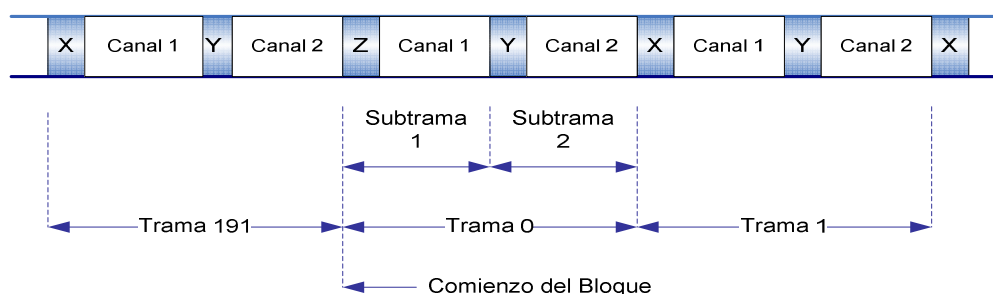 X Canal 1 Y Canal 2 Z Canal 1 Y Canal 2 X Canal 1 Y Canal 2 X
Subtrama Subtrama
1 2
Trama 191 Trama 0 Trama 1
Comienzo del Bloque